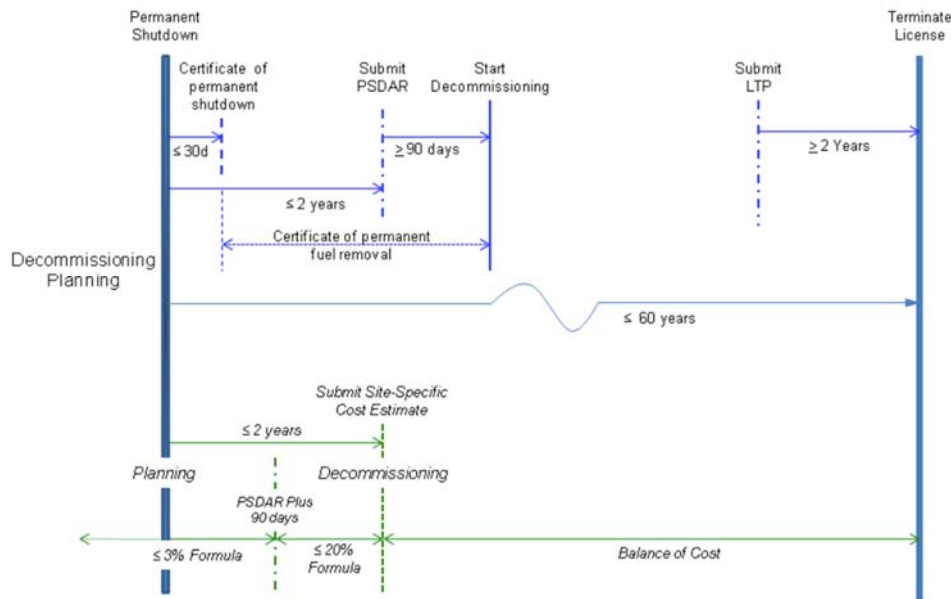 Permanent
Shutdown
Terminate
License
Certificate of
permanent
shutdown
Submit
PSDAR
Start
Decommissioning
Submit
LTP
≤ 30d
≥ 90 days
≥ 2 Years
≤ 2 years
Certificate of permanent
fuel removal
Decommissioning
Planning
≤ 60 years
Submit Site-Specific
Cost Estimate
≤ 2 years
Planning
Decommissioning
PSDAR Plus
90 days
≤ 3% Formula
≤ 20%
Formula
Balance of Cost